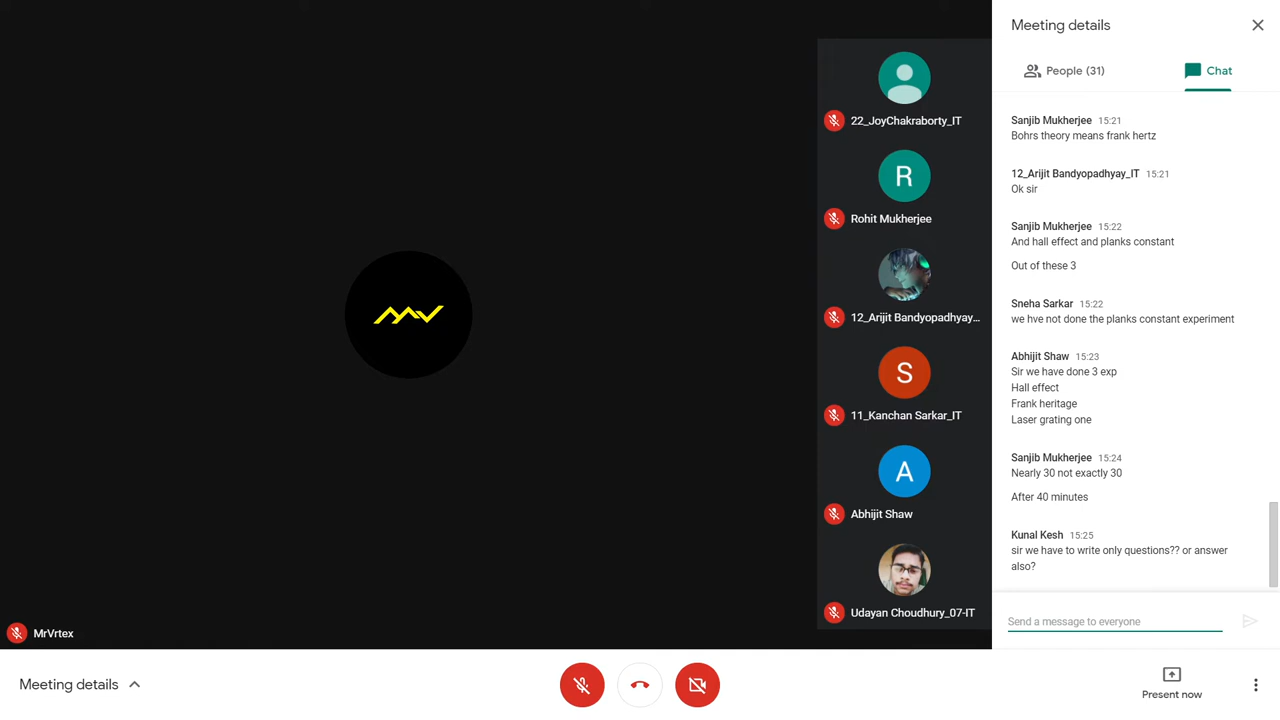 Meeting details
People (31)
Chat
22_JoyChakraborty_IT
R
Rohit Mukherjee
12_Arijit Bandyopadhyay...
S
11_Kanchan Sarkar_IT
A
Abhijit Shaw
Udayan Choudhury_07-IT
MrVrtex
Sanjib Mukherjee 15:21
Bohrs theory means frank hertz
12_Arijit Bandyopadhyay_IT 15:21
Ok sir
Sanjib Mukherjee 15:22
And hall effect and planks constant
Out of these 3
Sneha Sarkar 15:22
we hve not done the planks constant experiment
Abhijit Shaw 15:23
Sir we have done 3 exp
Hall effect
Frank heritage
Laser grating one
Sanjib Mukherjee 15:24
Nearly 30 not exactly 30
After 40 minutes
Kunal Kesh 15:25
sir we have to write only questions?? or answer
also?
Send a message to everyone
Meeting details
Present now